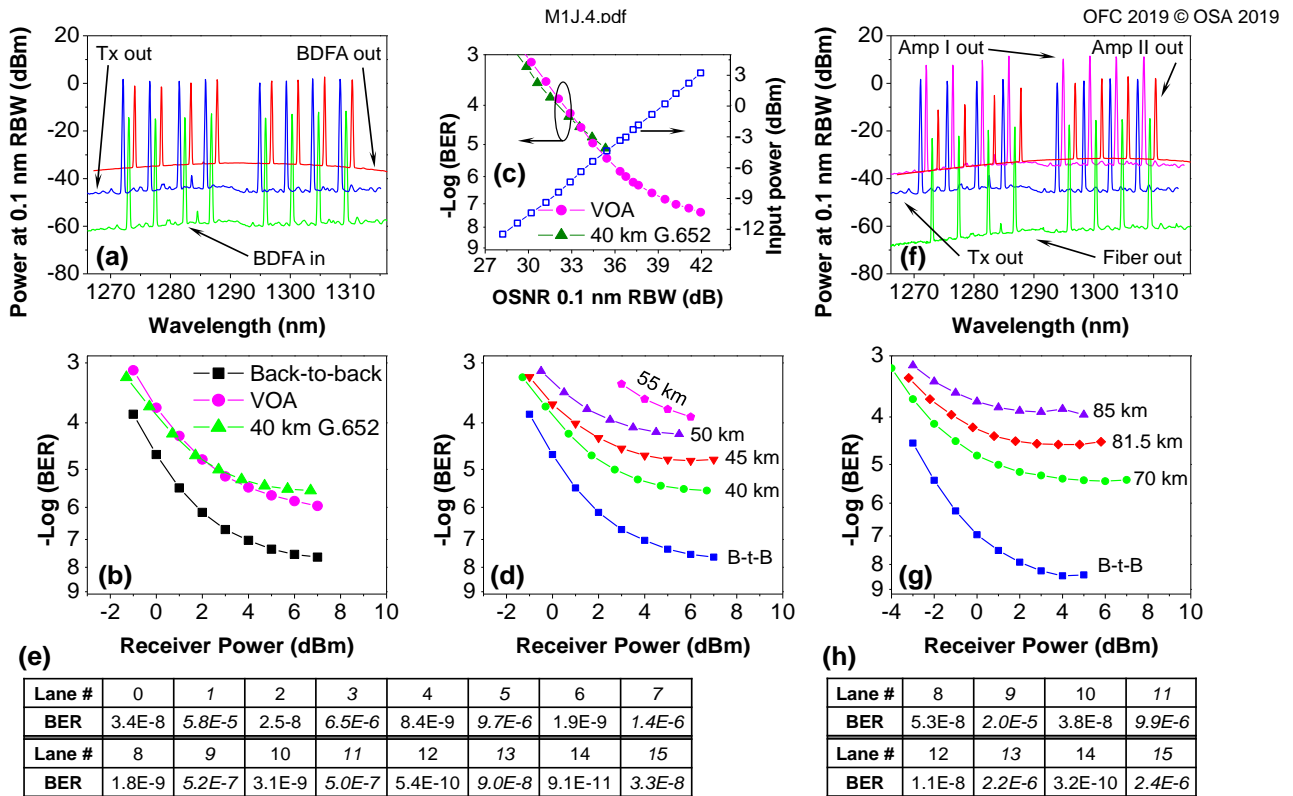 M1J.4.pdf
OFC 2019 © OSA 2019
Power at 0.1 nm RBW (dBm)
20
0
-20
-40
-60
-80
Tx out
BDFA out
BDFA in
(a)
1270 1280 1290 1300 1310
Wavelength (nm)
-Log (BER)
3
4
5
6
7
8
9
(c)
VOA
40 km G.652
27 30 33 36 39 42
OSNR 0.1 nm RBW (dB)
3
0
-3
-6
-9
-12
Input power (dBm)
Power at 0.1 nm RBW (dBm)
20
0
-20
-40
-60
-80
Amp I out
Amp II out
Tx out
Fiber out
(f)
1270 1280 1290 1300 1310
Wavelength (nm)
-Log (BER)
3
4
5
6
7
8
9
Back-to-back
VOA
40 km G.652
(b)
-2 0 2 4 6 8 10
Receiver Power (dBm)
-Log (BER)
3
4
5
6
7
8
9
55 km
50 km
45 km
40 km
B-t-B
(d)
-2 0 2 4 6 8 10
Receiver Power (dBm)
-Log (BER)
3
4
5
6
7
8
9
85 km
81.5 km
70 km
B-t-B
(g)
-4 -2 0 2 4 6 8 10
Receiver Power (dBm)
(e)
Lane # 0 1 2 3 4 5 6 7
BER 3.4E-8 5.8E-5 2.5-8 6.5E-6 8.4E-9 9.7E-6 1.9E-9 1.4E-6
Lane # 8 9 10 11 12 13 14 15
BER 1.8E-9 5.2E-7 3.1E-9 5.0E-7 5.4E-10 9.0E-8 9.1E-11 3.3E-8
(h)
Lane # 8 9 10 11
BER 5.3E-8 2.0E-5 3.8E-8 9.9E-6
Lane # 12 13 14 15
BER 1.1E-8 2.2E-6 3.2E-10 2.4E-6